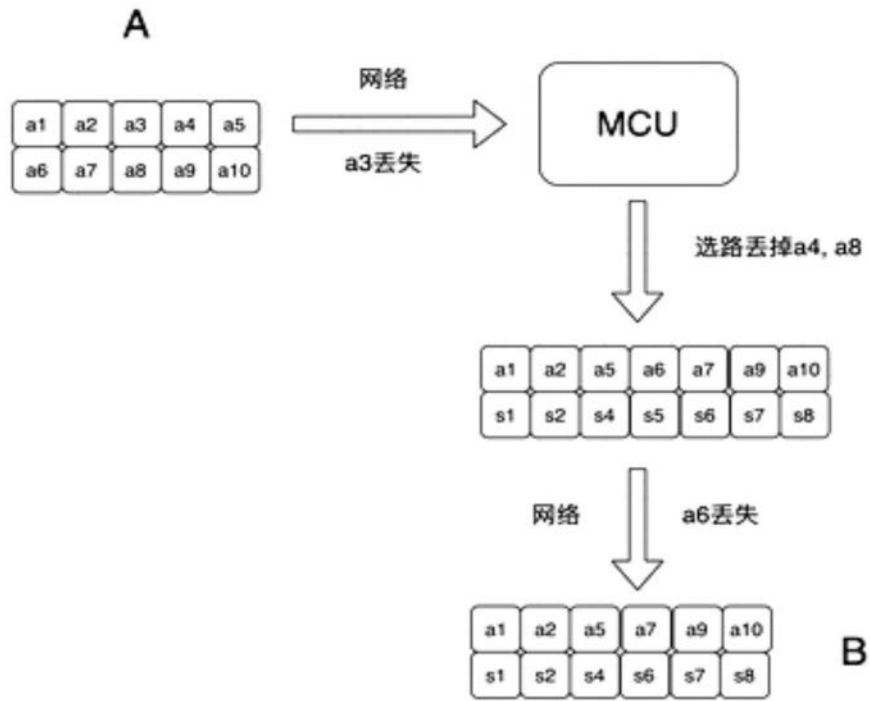 A
a1 a2 a3 a4 a5
a6 a7 a8 a9 a10
网络
a3丢失
MCU
选路丢掉a4, a8
a1 a2 a5 a6 a7 a9 a10
s1 s2 s4 s5 s6 s7 s8
网络 a6丢失
a1 a2 a5 a7 a9 a10
s1 s2 s4 s6 s7 s8
B